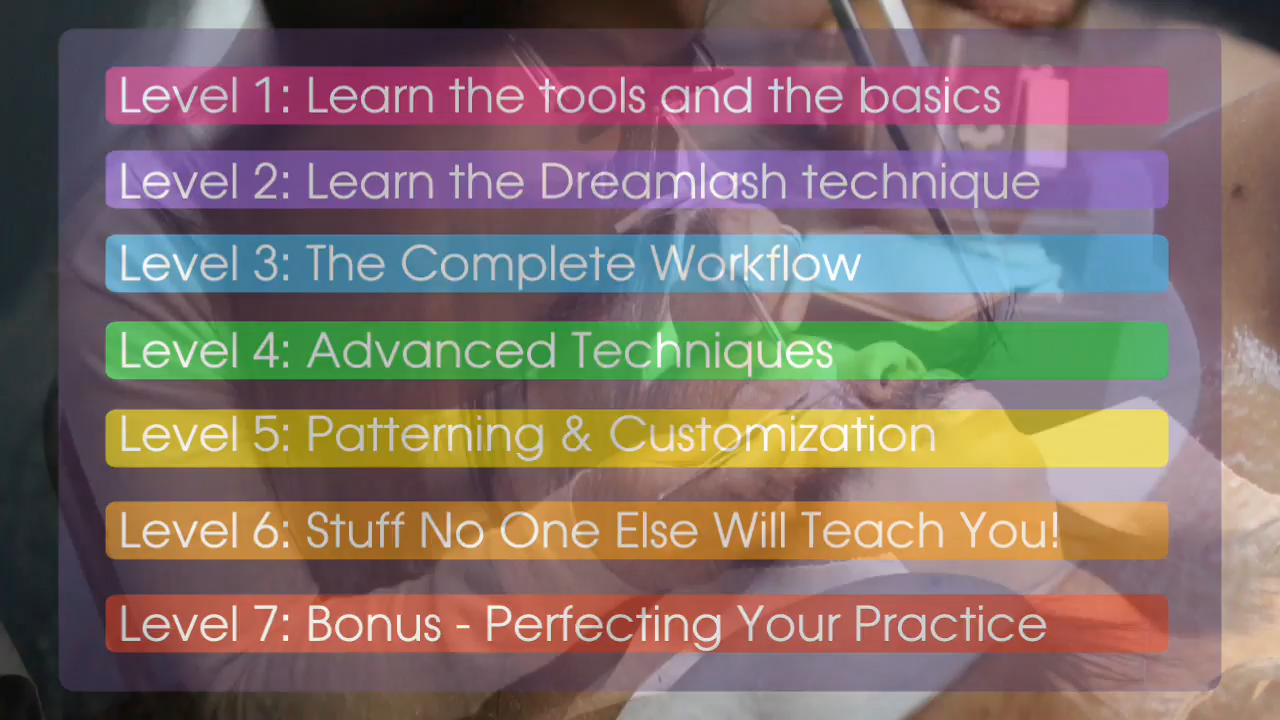 Level 1: Learn the tools and the basics
Level 2: Learn the Dreamlash technique
Level 3: The Complete Workflow
Level 4: Advanced Techniques
Level 5: Patterning & Customization
Level 6: Stuff No One Else Will Teach You!
Level 7: Bonus - Perfecting Your Practice